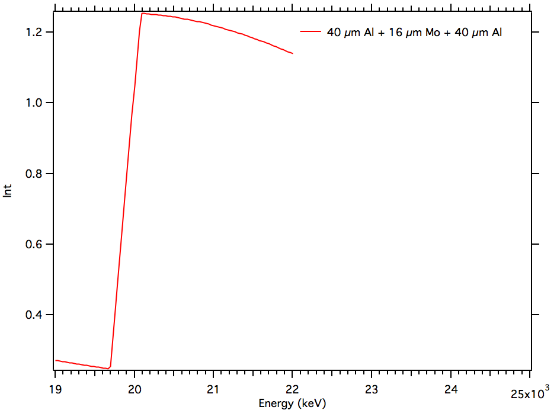 40 µm Al + 16 µm Mo + 40 µm Al
1.2
1.0
0.8
0.6
0.4
Int
19 20 21 22 23 24 25x10³
Energy (keV)